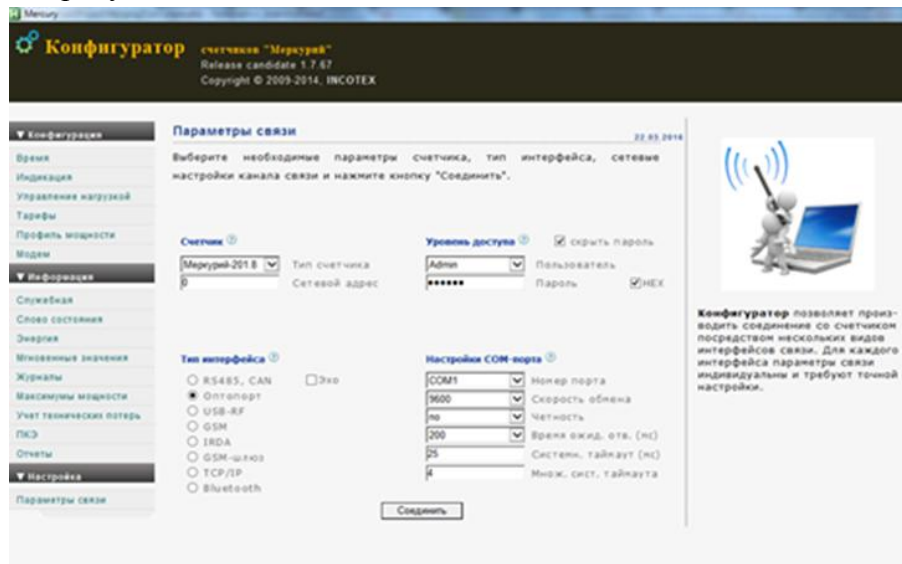 Mercury
Конфигуратор счетчиков "Меркурий"
Release candidate 1.7.67
Copyright © 2009-2014, INCOTEX
▼ Конфигурация
Время
Индикация
Управление нагрузкой
Тарифы
Профиль мощности
Модем
▼ Информация
Служебная
Слово состояния
Энергия
Мгновенные значения
Журналы
Максимумы мощности
Учет технических потерь
ПКЭ
Отчеты
▼ Настройка
Параметры связи
Параметры связи
22.03.2016
Выберите необходимые параметры счетчика, тип интерфейса, сетевые
настройки канала связи и нажмите кнопку "Соединить".
Счетчик ?
Меркурий-201.8 Тип счетчика
0 Сетевой адрес
Уровень доступа ? скрыть пароль
Admin Пользователь
•••••• Пароль HEX
Тип интерфейса ?
RS485, CAN Эхо
Оптопорт
USB-RF
GSM
IRDA
GSM-шлюз
TCP/IP
Bluetooth
Настройки COM-порта ?
COM1 Номер порта
9600 Скорость обмена
no Четность
200 Время ожид. отв. (мс)
25 Системн. таймаут (мс)
4 Множ. сист. таймаута
Соединить
Конфигуратор позволяет произ-
водить соединение со счетчиком
посредством нескольких видов
интерфейсов связи. Для каждого
интерфейса параметры связи
индивидуальны и требуют точной
настройки.